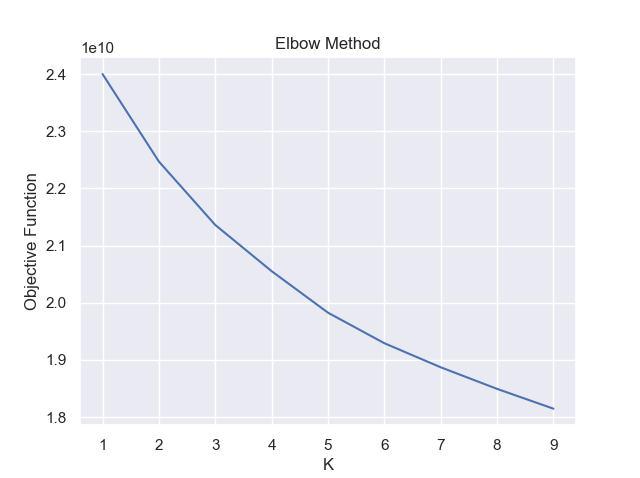 Elbow Method
1e10
2.4
2.3
2.2
2.1
2.0
1.9
1.8
Objective Function
1 2 3 4 5 6 7 8 9
K